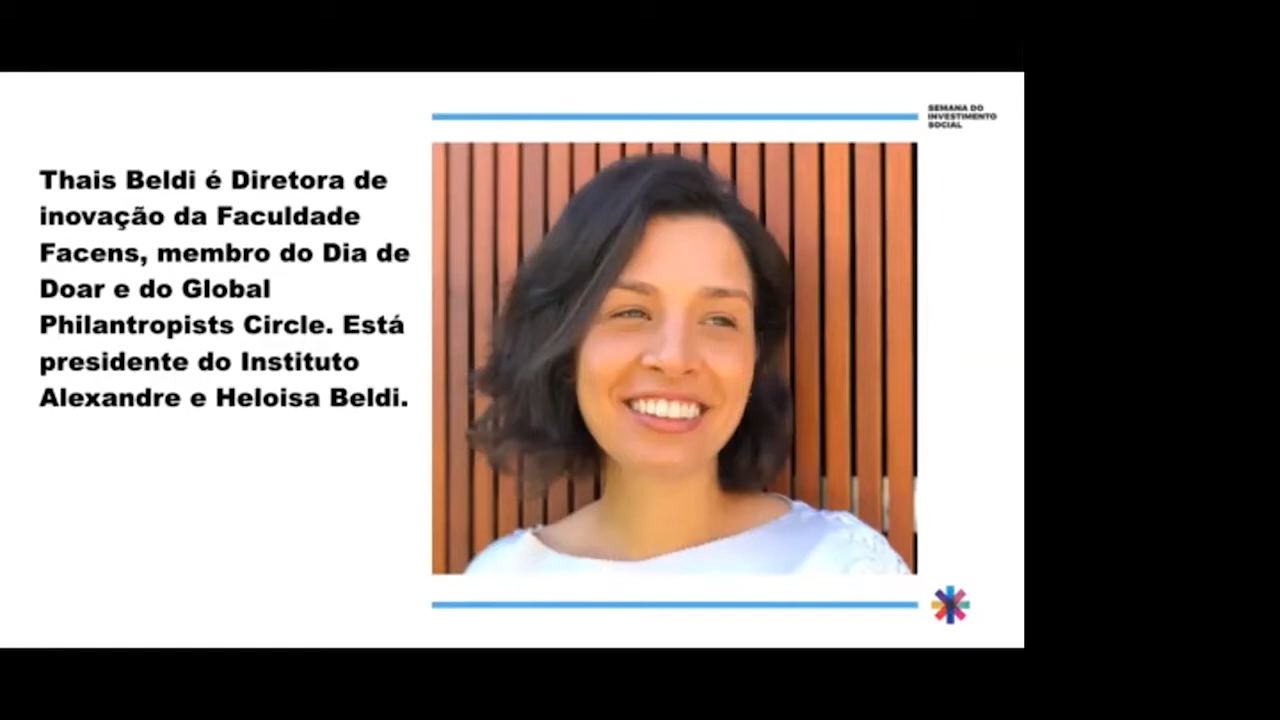 SEMANA DO
INVESTIMENTO
SOCIAL
Thais Beldi é Diretora de
inovação da Faculdade
Facens, membro do Dia de
Doar e do Global
Philantropists Circle. Está
presidente do Instituto
Alexandre e Heloisa Beldi.